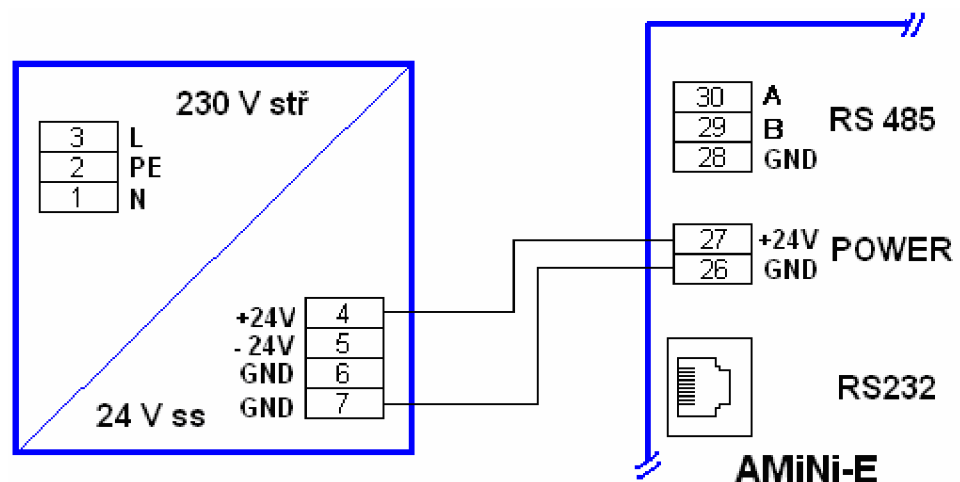 230 V stř
3 L
2 PE
1 N
+24V 4
- 24V 5
GND 6
GND 7
24 V ss
30 A
29 B
28 GND
RS 485
27 +24V
26 GND
POWER
RS232
AMiNi-E